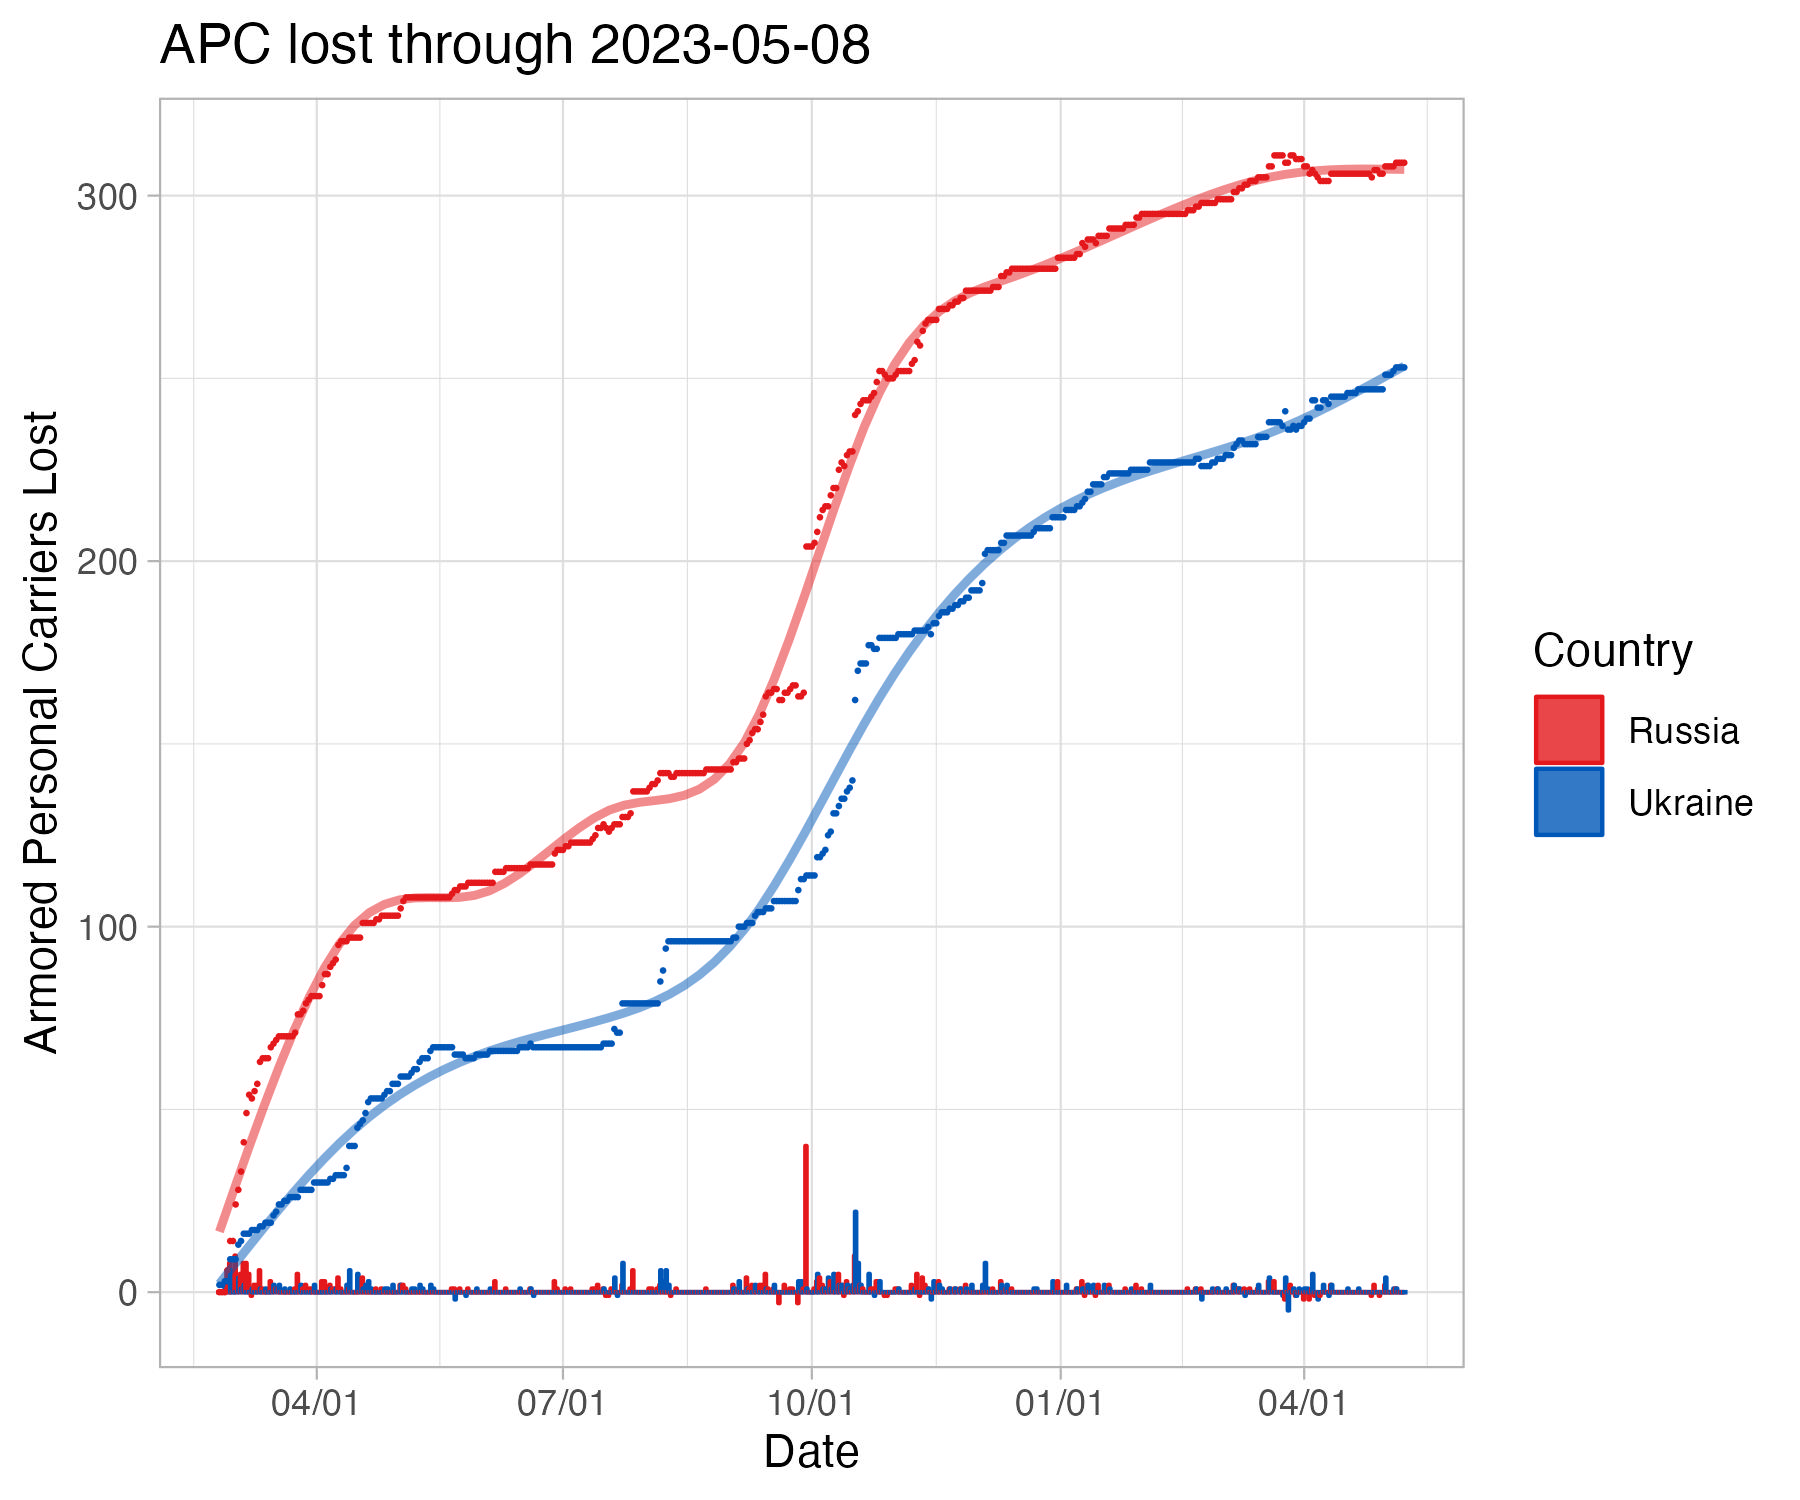 APC lost through 2023-05-08
Armored Personal Carriers Lost
300
200
100
0
04/01
07/01
10/01
01/01
04/01
Date
Country
Russia
Ukraine